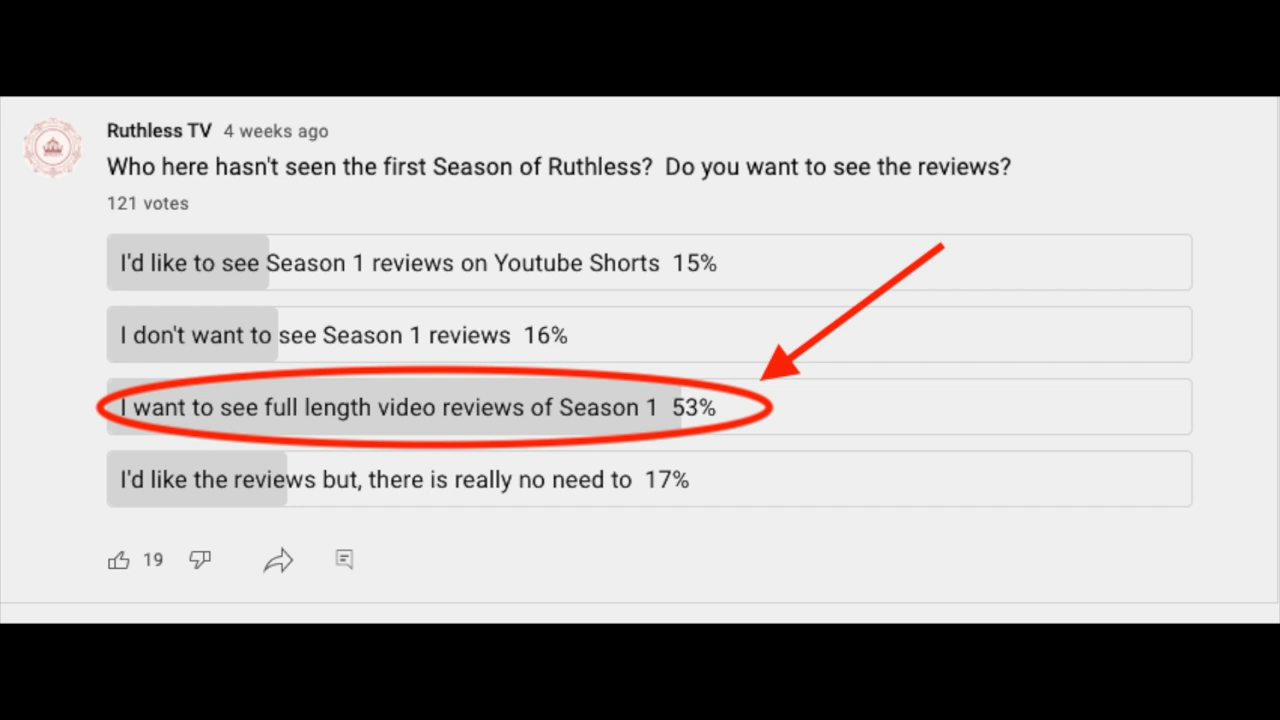 Ruthless TV 4 weeks ago
Who here hasn't seen the first Season of Ruthless? Do you want to see the reviews?
121 votes
I'd like to see Season 1 reviews on Youtube Shorts 15%
I don't want to see Season 1 reviews 16%
I want to see full length video reviews of Season 1 53%
I'd like the reviews but, there is really no need to 17%
19